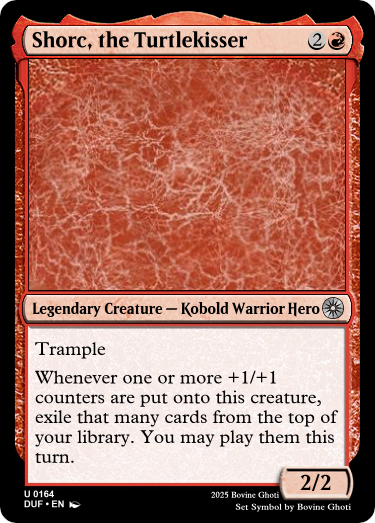 Shorc, the Turtlekisser 2
Legendary Creature — Kobold Warrior Hero
Trample
Whenever one or more +1/+1
counters are put onto this creature,
exile that many cards from the top of
your library. You may play them this
turn.
2/2
U 0164
DUF • EN
2025 Bovine Ghoti
Set Symbol by Bovine Ghoti